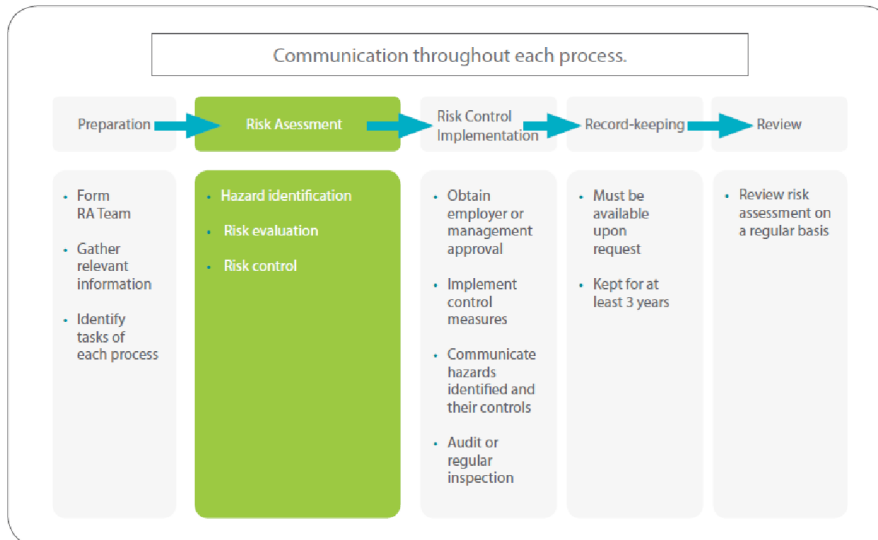 Communication throughout each process.
Preparation
Risk Asessment
Risk Control
Implementation
Record-keeping
Review
• Form
RA Team
• Gather
relevant
information
• Identify
tasks of
each process
• Hazard identification
• Risk evaluation
• Risk control
• Obtain
employer or
management
approval
• Implement
control
measures
• Communicate
hazards
identified and
their controls
• Audit or
regular
inspection
• Must be
available
upon
request
• Kept for at
least 3 years
• Review risk
assessment on
a regular basis